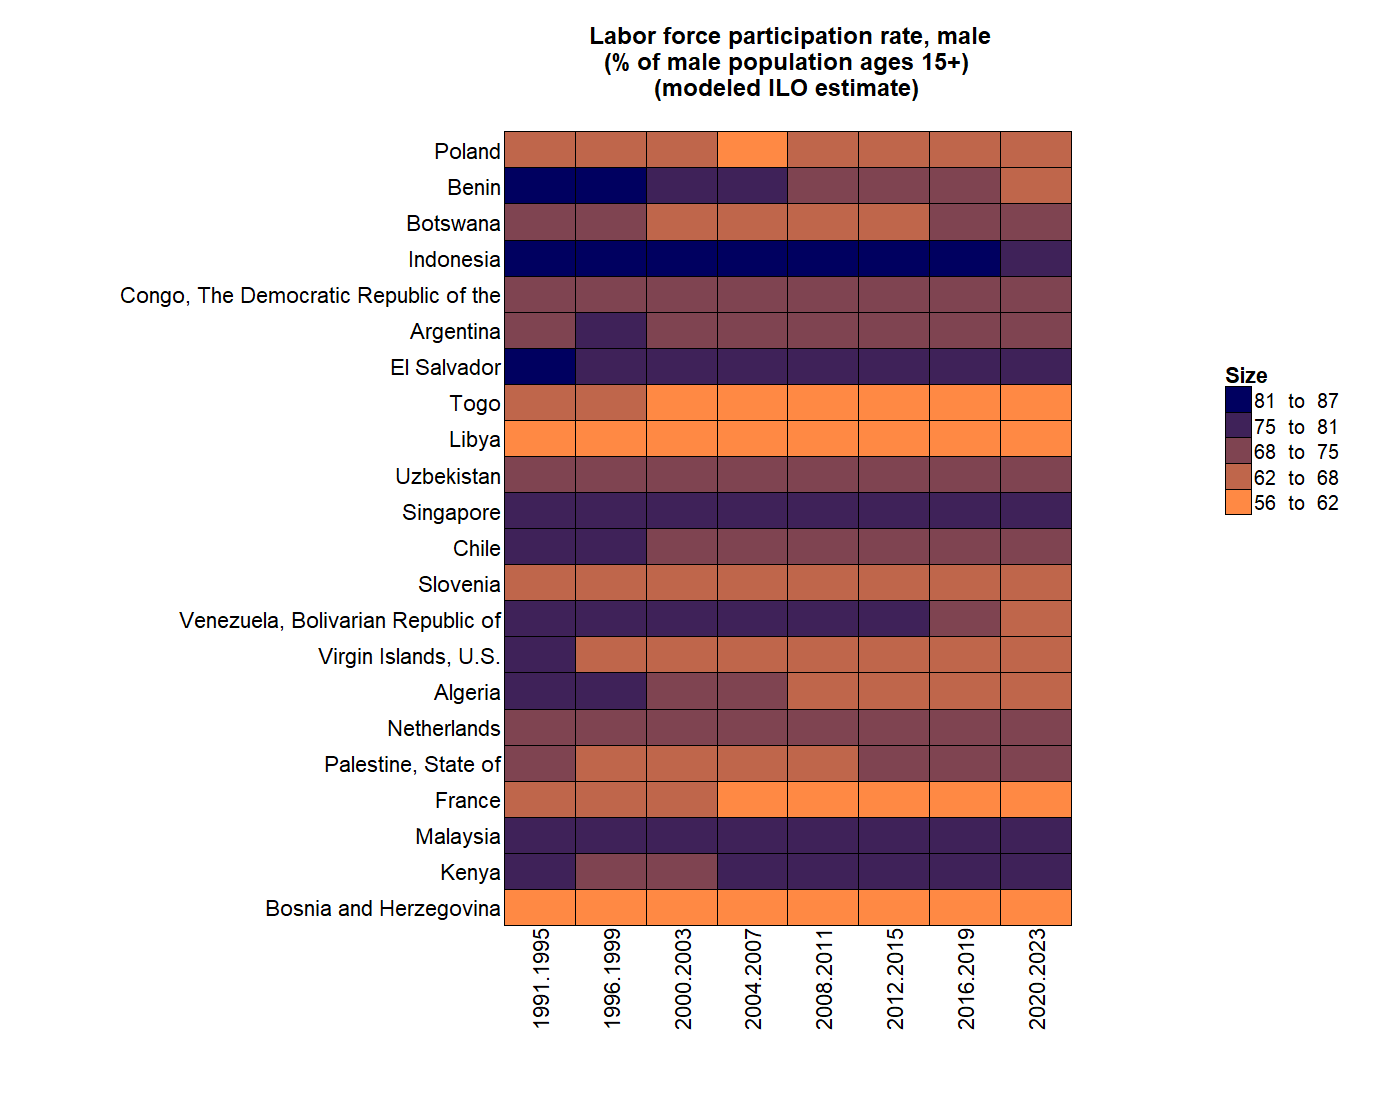 Labor force participation rate, male
(% of male population ages 15+)
(modeled ILO estimate)
Poland
Benin
Botswana
Indonesia
Congo, The Democratic Republic of the
Argentina
El Salvador
Togo
Libya
Uzbekistan
Singapore
Chile
Slovenia
Venezuela, Bolivarian Republic of
Virgin Islands, U.S.
Algeria
Netherlands
Palestine, State of
France
Malaysia
Kenya
Bosnia and Herzegovina
1991.1995
1996.1999
2000.2003
2004.2007
2008.2011
2012.2015
2016.2019
2020.2023
Size
81 to 87
75 to 81
68 to 75
62 to 68
56 to 62